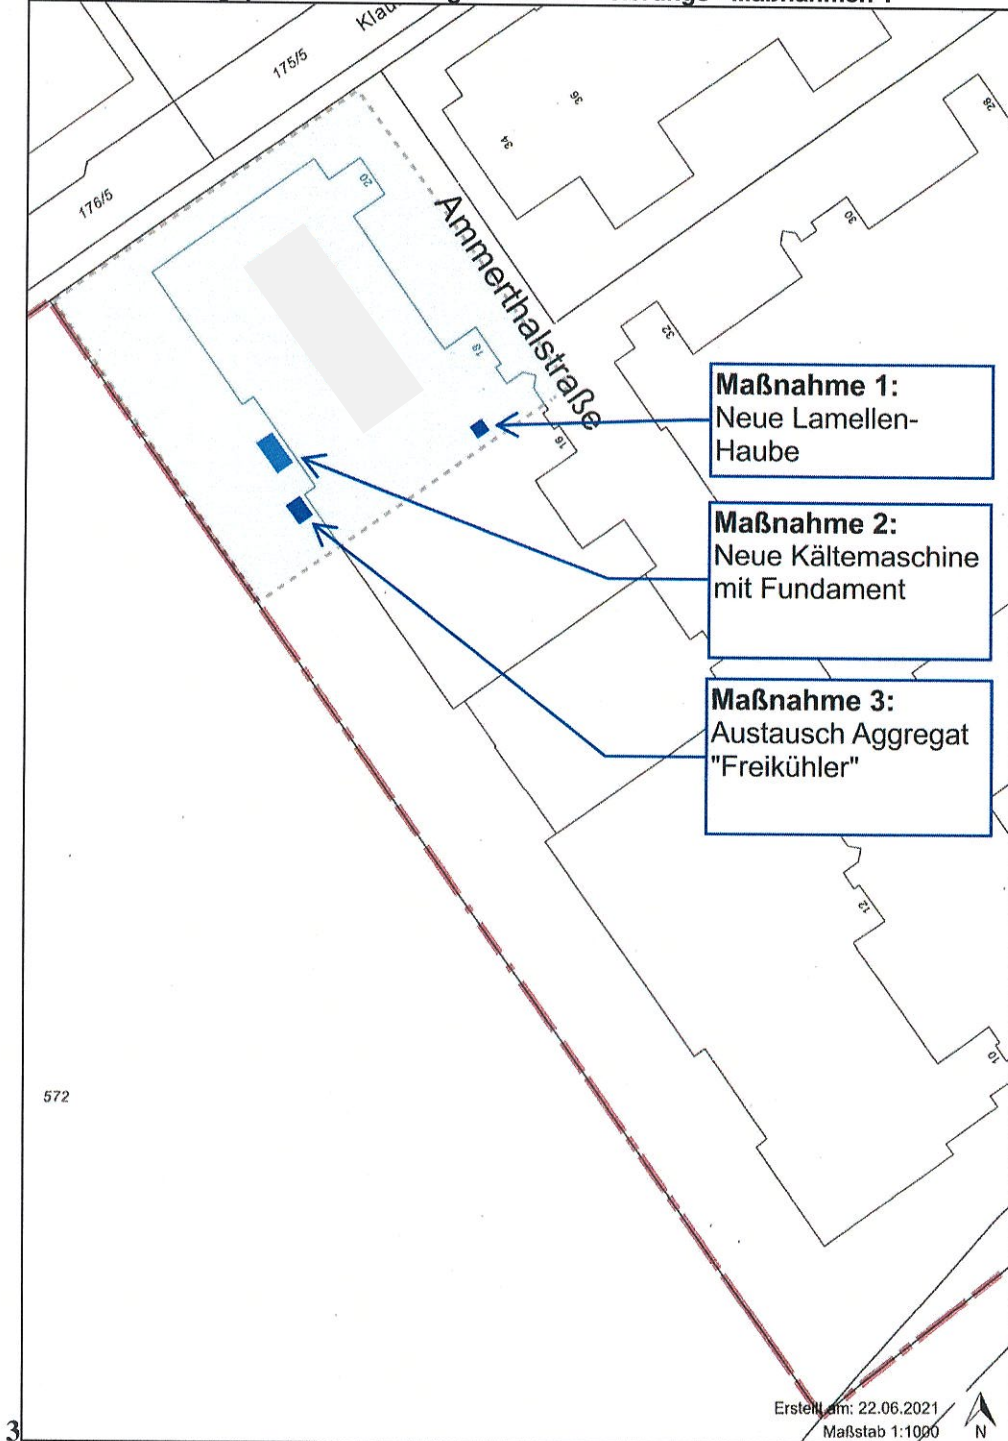 175/5
176/5
36
34
28
20
30
Ammerthalstraße
32
18
16
Maßnahme 1:
Neue Lamellen-
Haube
Maßnahme 2:
Neue Kältemaschine
mit Fundament
Maßnahme 3:
Austausch Aggregat
"Freikühler"
12
10
572
Erstellt am: 22.06.2021
Maßstab 1:1000
N
3